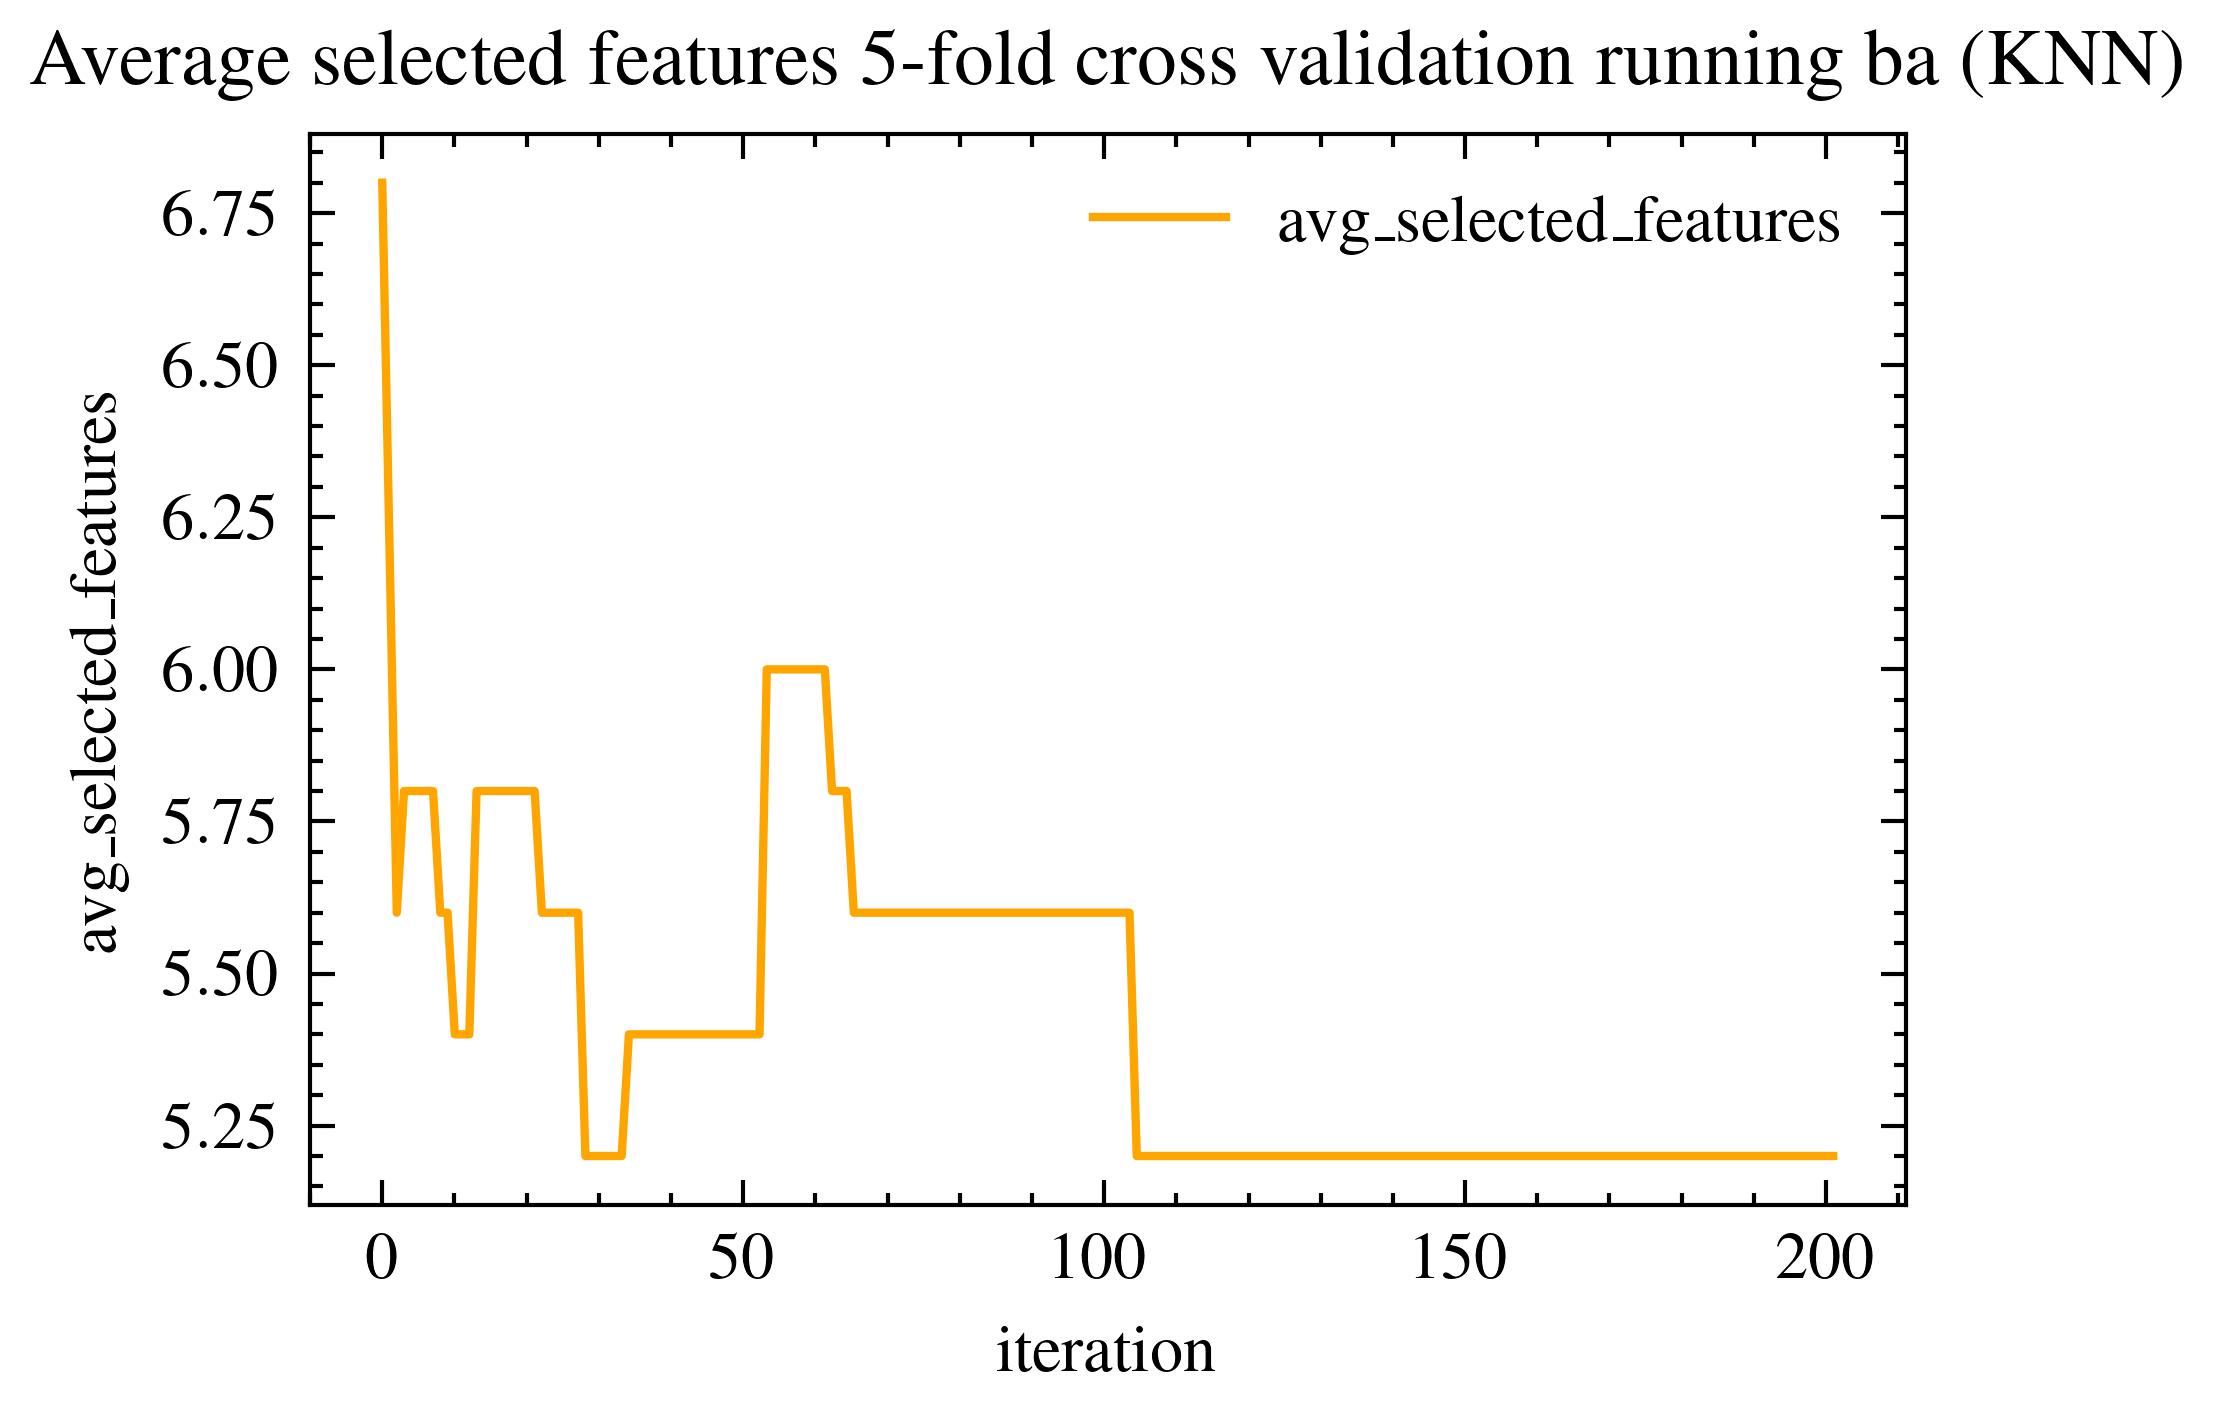 Average selected features 5-fold cross validation running ba (KNN)
avg_selected_features
6.75
6.50
6.25
6.00
5.75
5.50
5.25
avg_selected_features
0 50 100 150 200
iteration